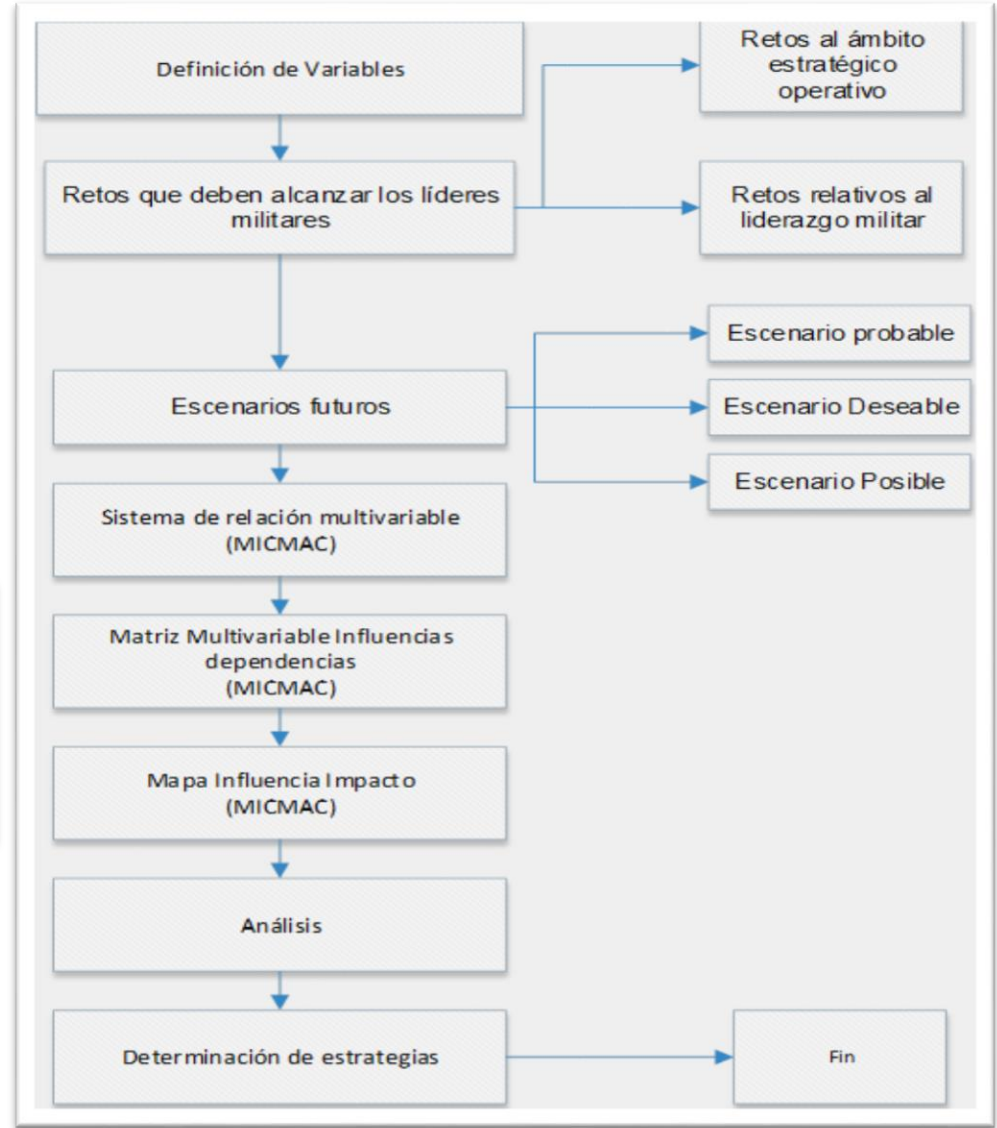 Definición de Variables
Retos al ámbito
estratégico
operativo
Retos que deben alcanzar los líderes
militares
Retos relativos al
liderazgo militar
Escenarios futuros
Escenario probable
Escenario Deseable
Escenario Posible
Sistema de relación multivariable
(MICMAC)
Matriz Multivariable Influencias
dependencias
(MICMAC)
Mapa Influencia Impacto
(MICMAC)
Análisis
Determinación de estrategias
Fin